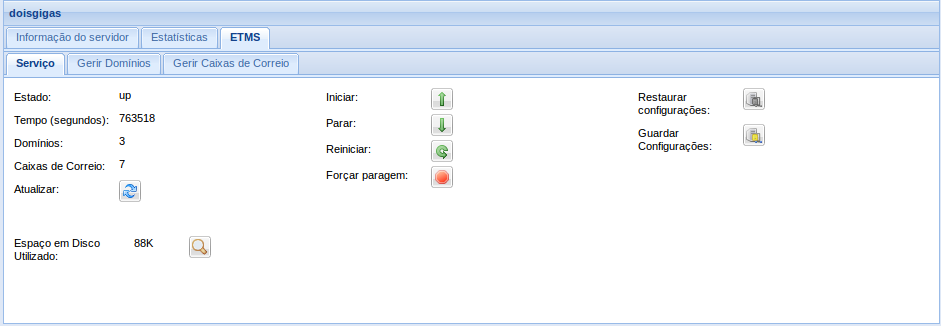 doisgigas
Informação do servidor
Estatísticas
ETMS
Serviço
Gerir Domínios
Gerir Caixas de Correio
Estado: up
Tempo (segundos): 763518
Domínios: 3
Caixas de Correio: 7
Atualizar:
Espaço em Disco
Utilizado:
88K
Iniciar:
Parar:
Reiniciar:
Forçar paragem:
Restaurar
configurações:
Guardar
Configurações: